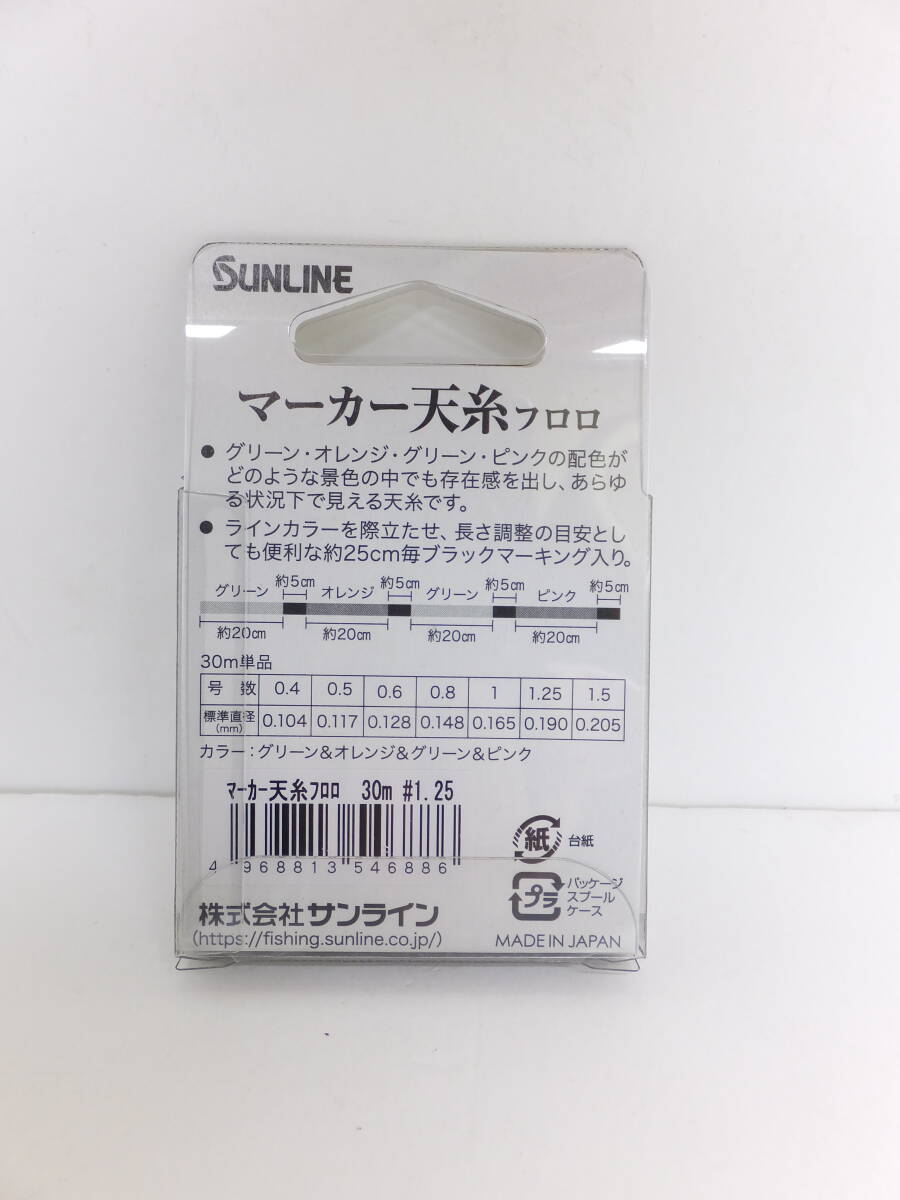 SUNLINE
マーカー天糸フロロ
● グリーン・オレンジ・グリーン・ピンクの配色が
どのような景色の中でも存在感を出し、あらゆ
る状況下で見える天糸です。
● ラインカラーを際立たせ、長さ調整の目安とし
ても便利な約25cm毎ブラックマーキング入り。
グリーン 約5㎝ オレンジ 約5㎝ グリーン 約5㎝ ピンク 約5㎝
約20㎝ 約20㎝ 約20㎝ 約20㎝
30m単品
号 数 0.4 0.5 0.6 0.8 1 1.25 1.5
標準直径(mm) 0.104 0.117 0.128 0.148 0.165 0.190 0.205
カラー：グリーン&オレンジ&グリーン&ピンク
マーカー天糸フロロ 30m #1.25
4 968813 546886
紙 台紙
プラ パッケージ
スプール
ケース
株式会社サンライン
(https://fishing.sunline.co.jp/)
MADE IN JAPAN